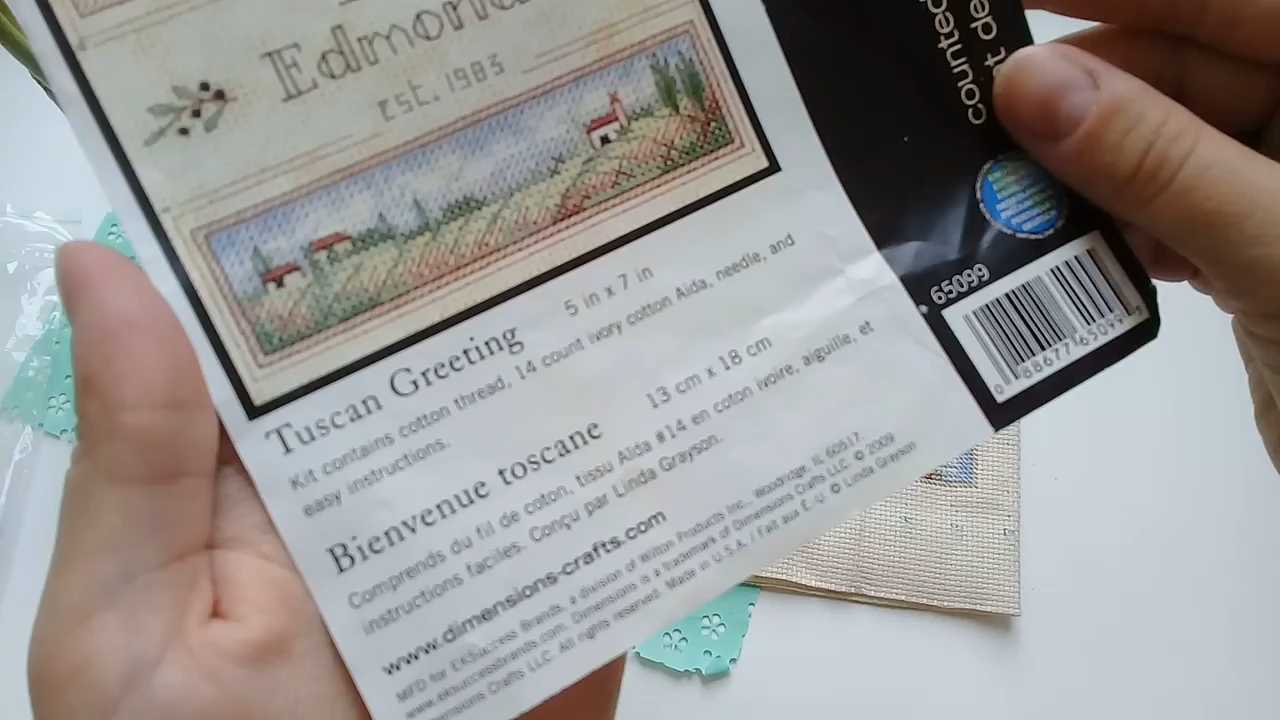 Edmond
Est. 1983
counted
Tuscan Greeting 5 in x 7 in
Kit contains cotton thread, 14 count ivory cotton Aida, needle, and
easy instructions.
Bienvenue toscane 13 cm x 18 cm
Comprends du fil de coton, tissu Aida #14 en coton ivoire, aiguille, et
instructions faciles. Conçu par Linda Grayson.
www.dimensions-crafts.com
MFD for EKSuccess Brands, a division of Wilton Products Inc., Woodridge, IL 60517.
www.eksuccessbrands.com. Dimensions is a trademark of Dimensions Crafts LLC. © 2009
Dimensions Crafts LLC. All rights reserved. Made in U.S.A. / Fait aux É.-U. © Linda Grayson
65099
0 88677 65099 7